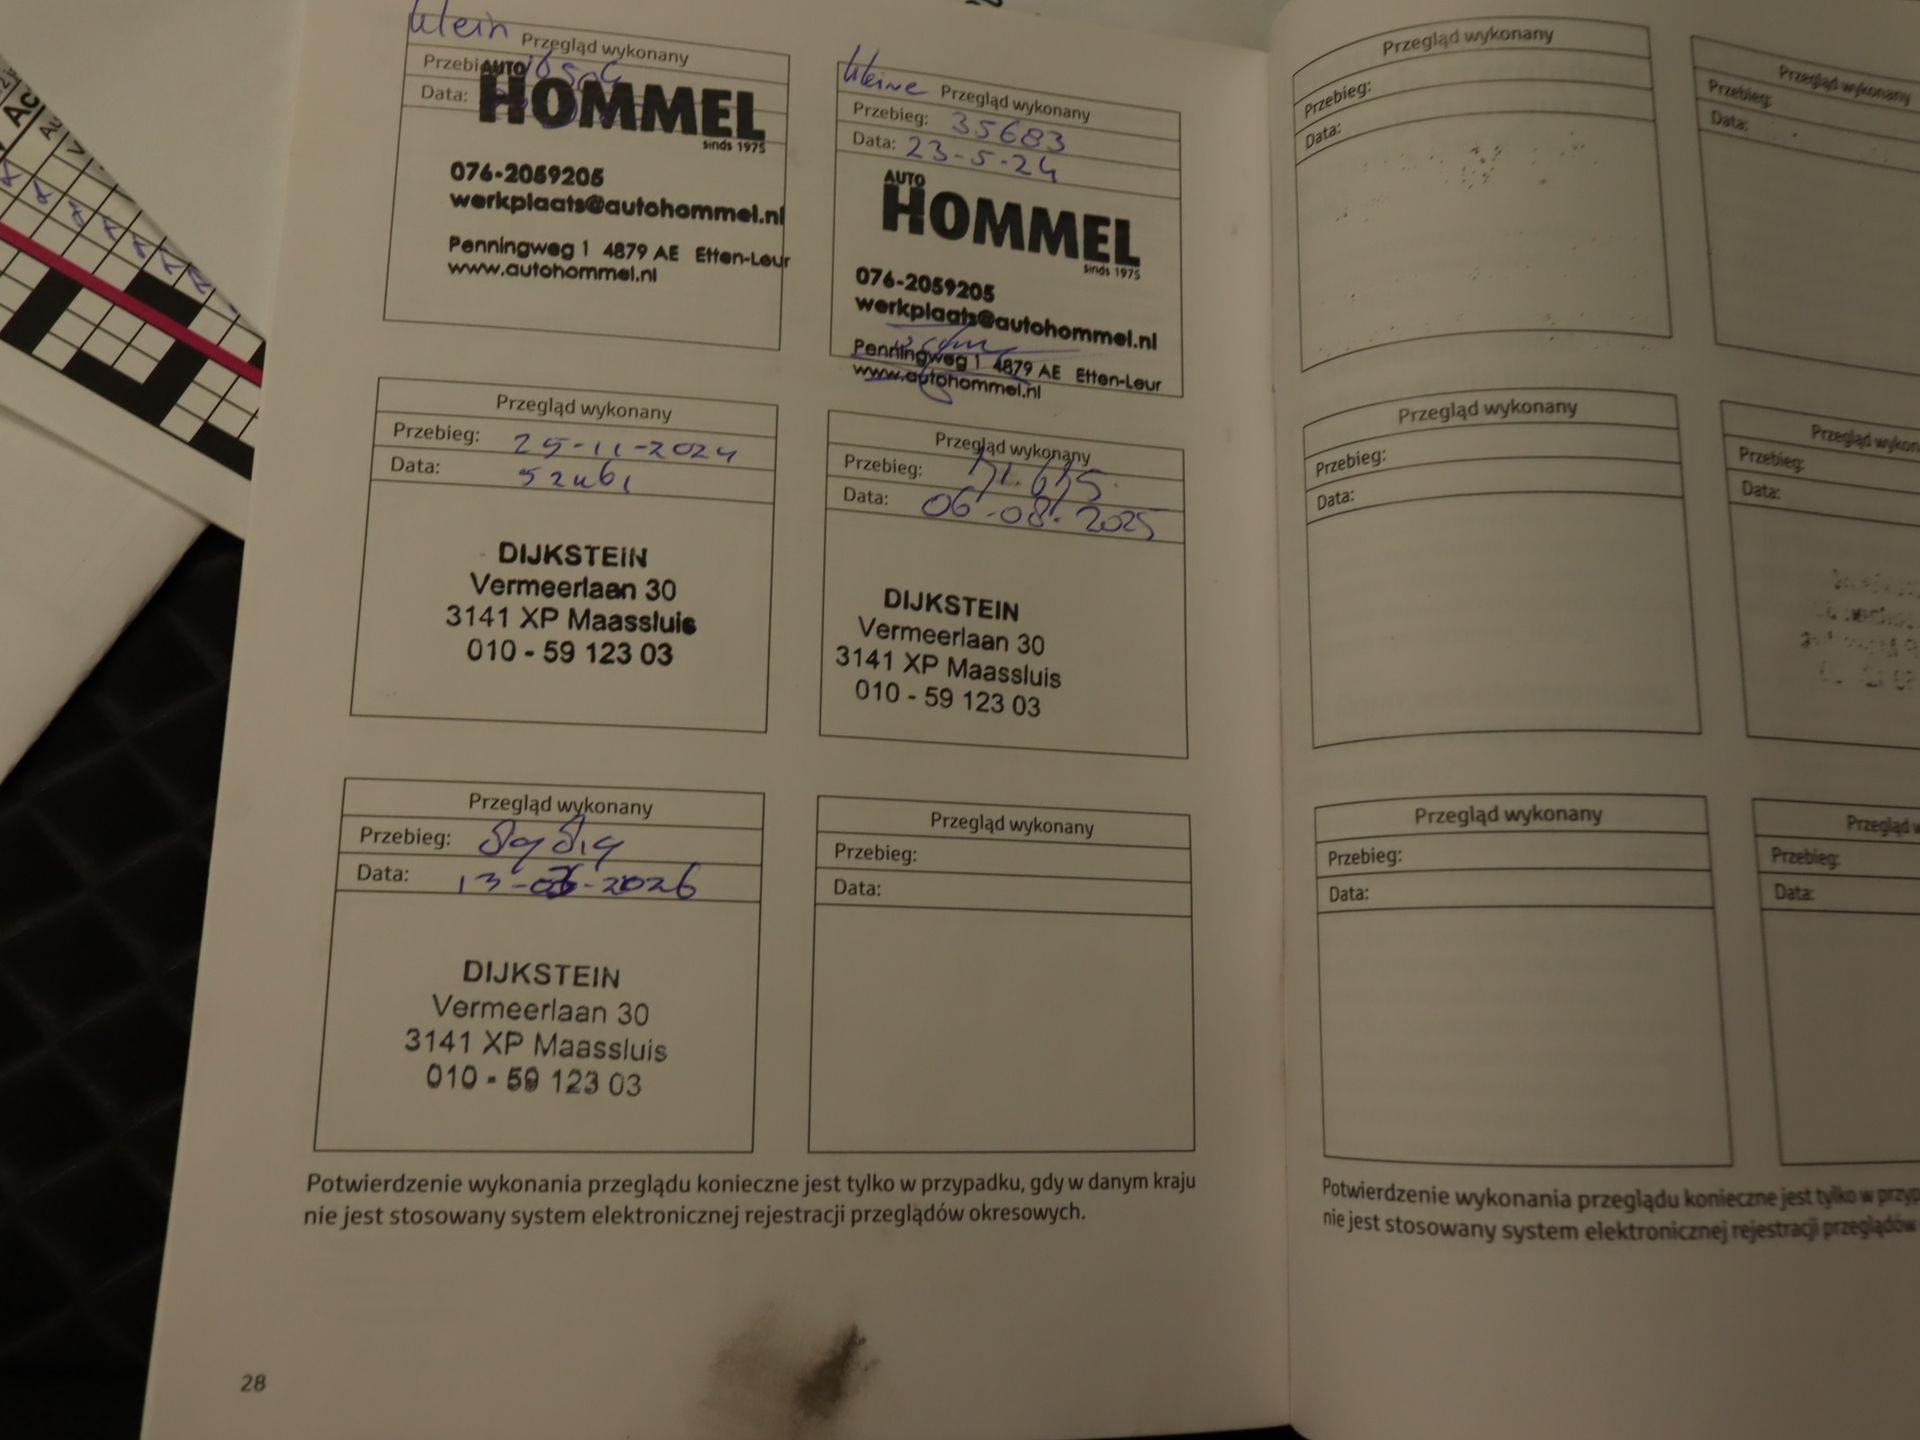 Klein
Przegląd wykonany
Przebieg:
Data:
AUTO
HOMMEL
sinds 1975
076-2059205
werkplaats@autohommel.nl
Penningweg 1 4879 AE Etten-Leur
www.autohommel.nl
kleine Przegląd wykonany
Przebieg: 35683
Data: 23-5-24
AUTO
HOMMEL
sinds 1975
076-2059205
werkplaats@autohommel.nl
Penningweg 1 4879 AE Etten-Leur
www.autohommel.nl
Przegląd wykonany
Przebieg: 25-11-2024
Data:
DIJKSTEIN
Vermeerlaan 30
3141 XP Maassluis
010 - 59 123 03
Przegląd wykonany
Przebieg:
Data: 06-08-2025
DIJKSTEIN
Vermeerlaan 30
3141 XP Maassluis
010 - 59 123 03
Przegląd wykonany
Przebieg:
Data:
DIJKSTEIN
Vermeerlaan 30
3141 XP Maassluis
010 - 59 123 03
Przegląd wykonany
Przebieg:
Data:
Potwierdzenie wykonania przeglądu konieczne jest tylko w przypadku, gdy w danym kraju
nie jest stosowany system elektronicznej rejestracji przeglądów okresowych.
28
Przegląd wykonany
Przebieg:
Data:
Przegląd wykonany
Przebieg:
Data:
Przegląd wykonany
Przebieg:
Data:
Przegląd wykon
Przebieg:
Data:
Przegląd wykonany
Przebieg:
Data:
Przegląd w
Przebieg:
Data:
Potwierdzenie wykonania przeglądu konieczne jest tylko w przyp
nie jest stosowany system elektronicznej rejestracji przeglądów